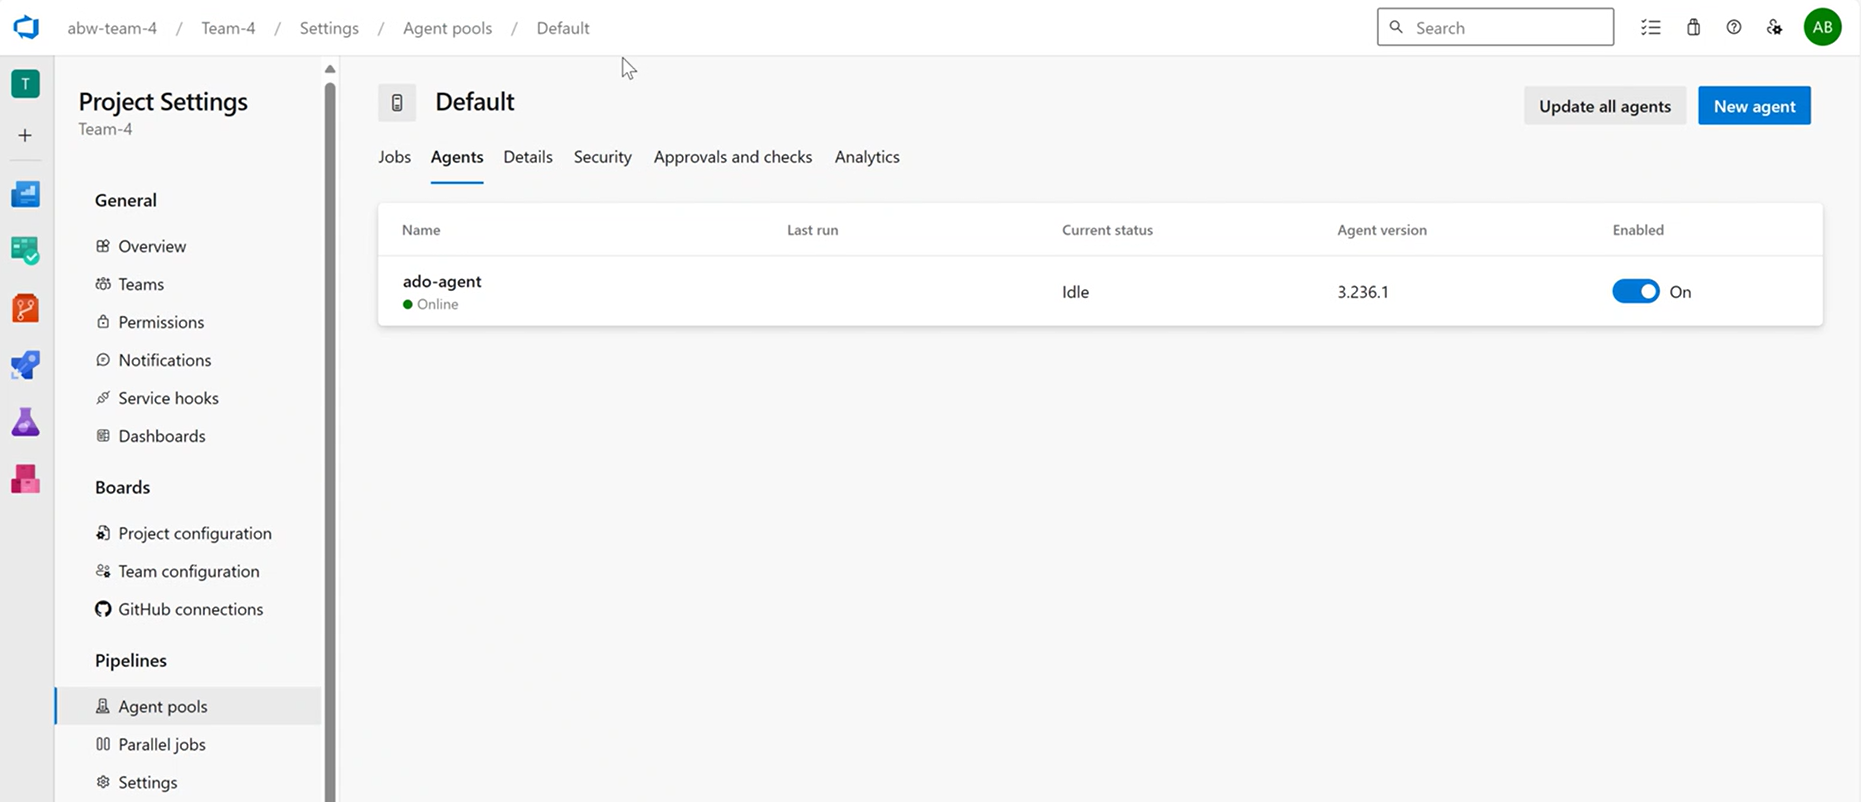 abw-team-4 / Team-4 / Settings / Agent pools / Default
Search
AB
T
Project Settings
Team-4
General
Overview
Teams
Permissions
Notifications
Service hooks
Dashboards
Boards
Project configuration
Team configuration
GitHub connections
Pipelines
Agent pools
Parallel jobs
Settings
Default
Update all agents
New agent
Jobs Agents Details Security Approvals and checks Analytics
Name Last run Current status Agent version Enabled
ado-agent
Online
Idle 3.236.1 On